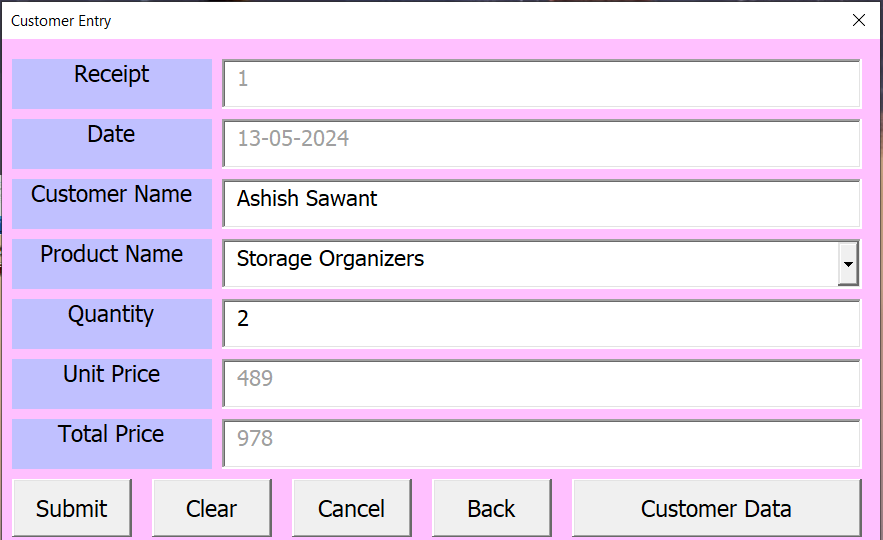 Customer Entry
Receipt 1
Date 13-05-2024
Customer Name Ashish Sawant
Product Name Storage Organizers
Quantity 2
Unit Price 489
Total Price 978
Submit Clear Cancel Back Customer Data